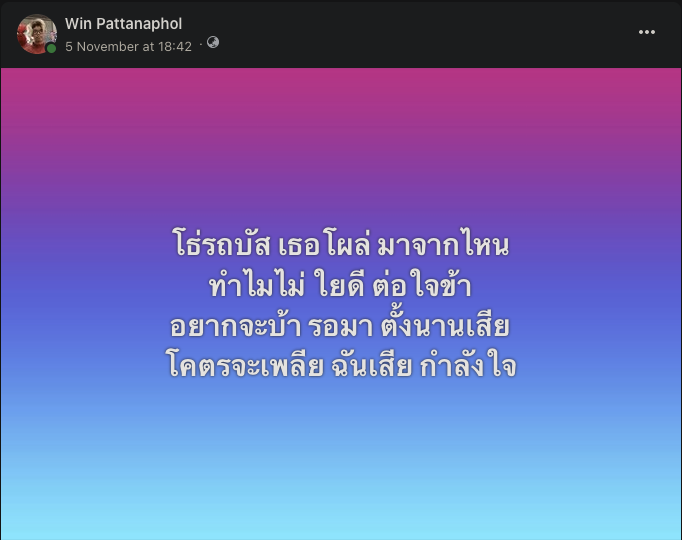 Win Pattanaphol
5 November at 18:42 ·
โธ่รถบัส เธอโผล่ มาจากไหน
ทำไมไม่ ใยดี ต่อใจข้า
อยากจะบ้า รอมา ตั้งนานเสีย
โคตรจะเพลีย ฉันเสีย กำลังใจ